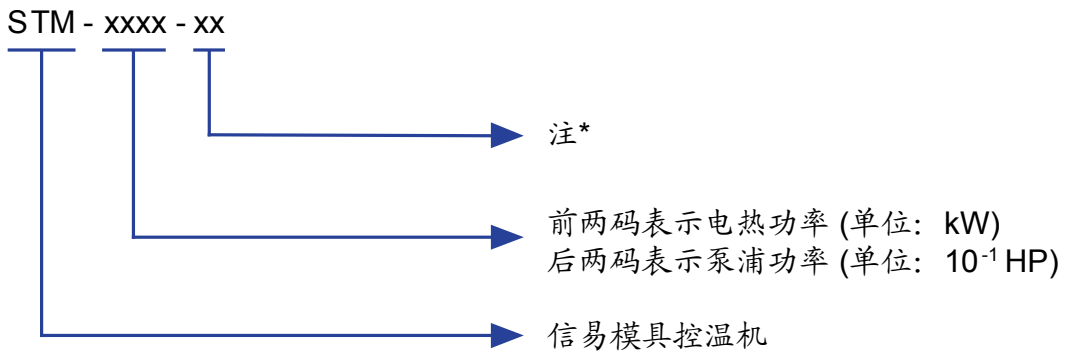 STM - xxxx - xx
注*
前两码表示电热功率 (单位: kW)
后两码表示泵浦功率 (单位: 10⁻¹ HP)
信易模具控温机